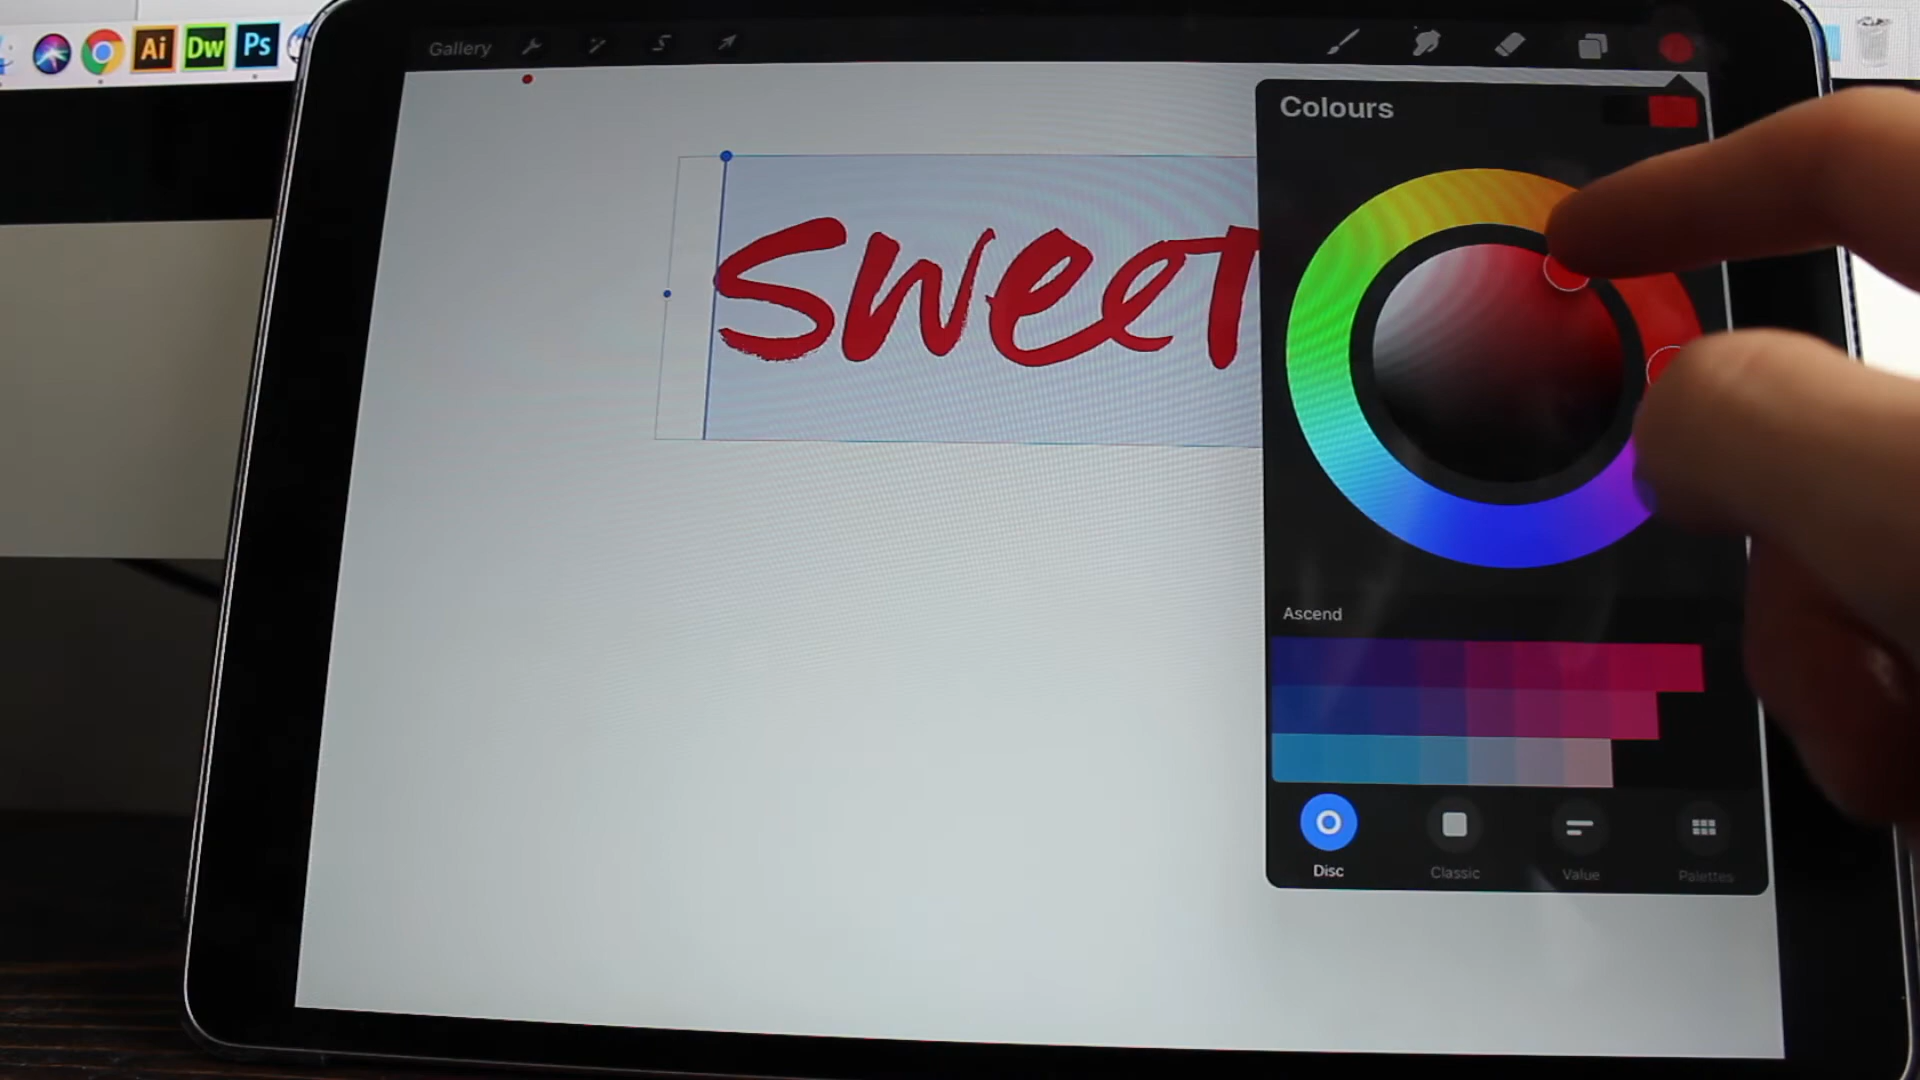 Ai
Dw
Ps
Gallery
Colours
Sweet
Ascend
Disc
Classic
Value
Palettes